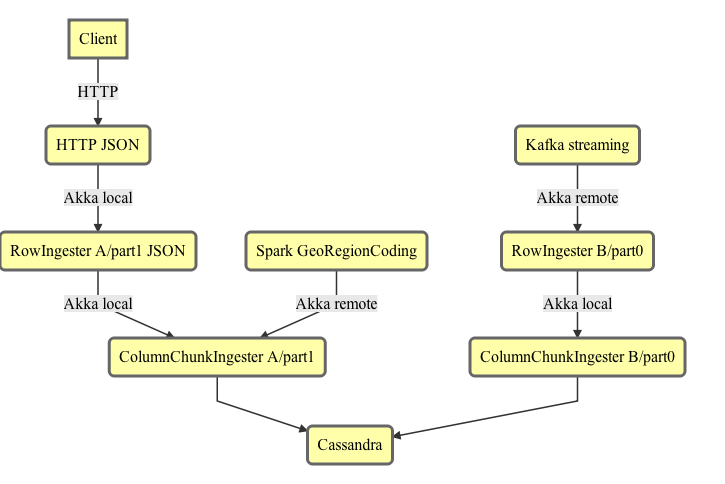 Client
HTTP
HTTP JSON
Kafka streaming
Akka local
Akka remote
RowIngester A/part1 JSON
Spark GeoRegionCoding
RowIngester B/part0
Akka local
Akka remote
Akka local
ColumnChunkIngester A/part1
ColumnChunkIngester B/part0
Cassandra